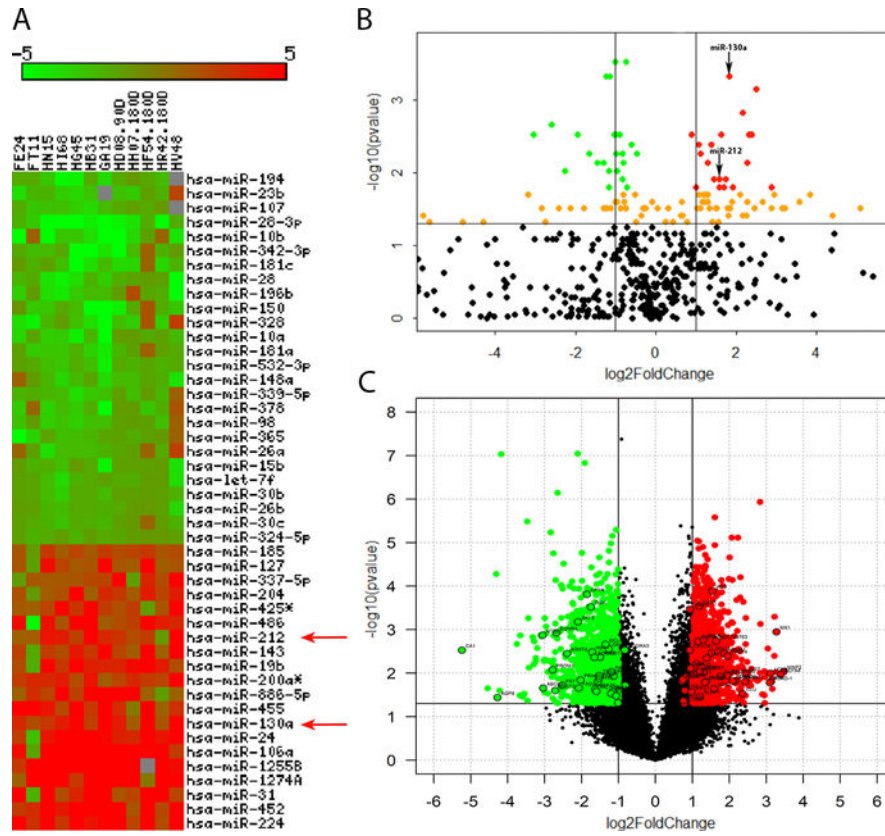 A
-5 5
FE24
FT11
HN15
HI68
HG45
HB31
GA19
HD08.90D
HH07.180D
HF54.180D
HR42.180D
HV48
hsa-miR-194
hsa-miR-23b
hsa-miR-107
hsa-miR-28-3p
hsa-miR-10b
hsa-miR-342-3p
hsa-miR-181c
hsa-miR-28
hsa-miR-196b
hsa-miR-150
hsa-miR-328
hsa-miR-10a
hsa-miR-181a
hsa-miR-532-3p
hsa-miR-148a
hsa-miR-339-5p
hsa-miR-378
hsa-miR-98
hsa-miR-365
hsa-miR-26a
hsa-miR-15b
hsa-let-7f
hsa-miR-30b
hsa-miR-26b
hsa-miR-30c
hsa-miR-324-5p
hsa-miR-185
hsa-miR-127
hsa-miR-337-5p
hsa-miR-204
hsa-miR-425*
hsa-miR-486
hsa-miR-212
hsa-miR-143
hsa-miR-19b
hsa-miR-200a*
hsa-miR-886-5p
hsa-miR-455
hsa-miR-130a
hsa-miR-24
hsa-miR-106a
hsa-miR-1255B
hsa-miR-1274A
hsa-miR-31
hsa-miR-452
hsa-miR-224
B
miR-130a
miR-212
-log10(pvalue)
3
2
1
0
-4 -2 0 2 4
log2FoldChange
C
-log10(pvalue)
8
7
6
5
4
3
2
1
0
CA1
-6 -5 -4 -3 -2 -1 0 1 2 3 4 5 6
log2FoldChange